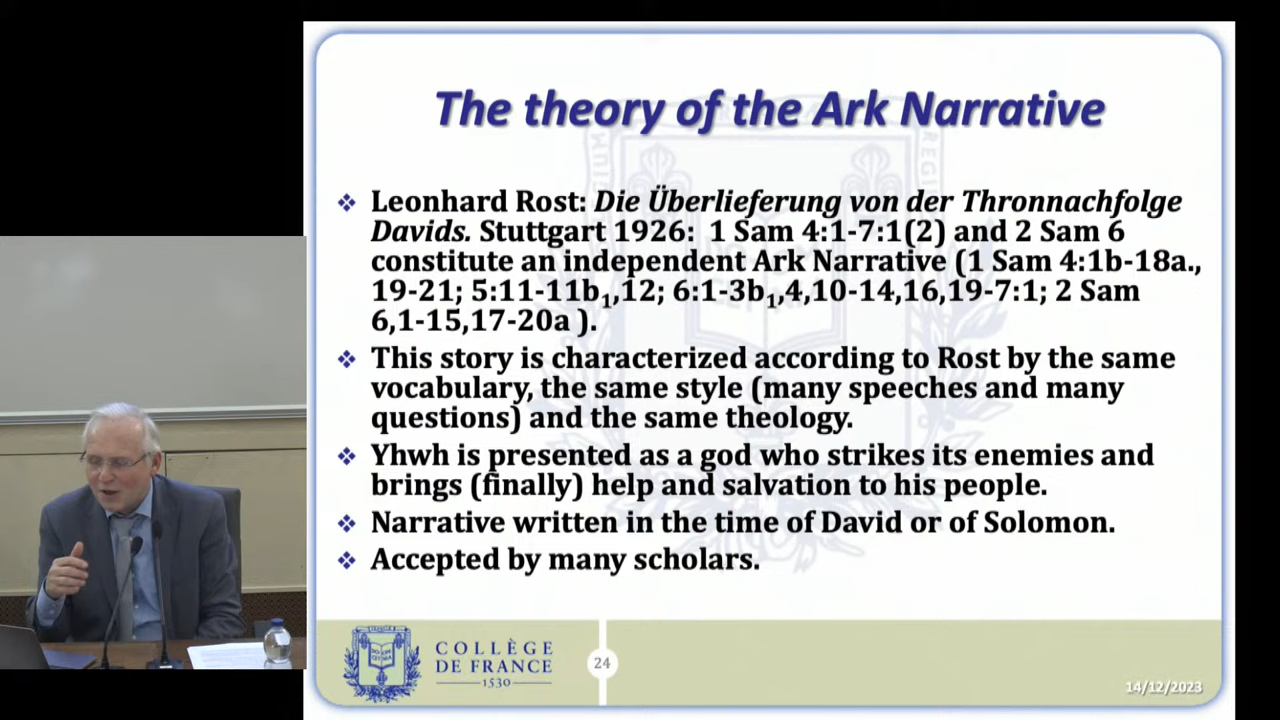 The theory of the Ark Narrative
❖ Leonhard Rost: Die Überlieferung von der Thronnachfolge
Davids. Stuttgart 1926: 1 Sam 4:1-7:1(2) and 2 Sam 6
constitute an independent Ark Narrative (1 Sam 4:1b-18a.,
19-21; 5:11-11b₁,12; 6:1-3b₁,4,10-14,16,19-7:1; 2 Sam
6,1-15,17-20a ).
❖ This story is characterized according to Rost by the same
vocabulary, the same style (many speeches and many
questions) and the same theology.
❖ Yhwh is presented as a god who strikes its enemies and
brings (finally) help and salvation to his people.
❖ Narrative written in the time of David or of Solomon.
❖ Accepted by many scholars.
COLLÈGE
DE FRANCE
1530
24
14/12/2023